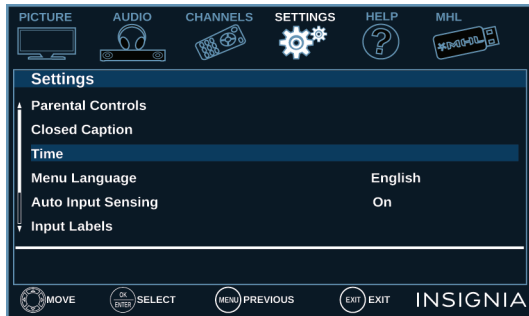 PICTURE AUDIO CHANNELS SETTINGS HELP MHL
MHL
Settings
Parental Controls
Closed Caption
Time
Menu Language English
Auto Input Sensing On
Input Labels
MOVE OK ENTER SELECT MENU PREVIOUS EXIT EXIT INSIGNIA